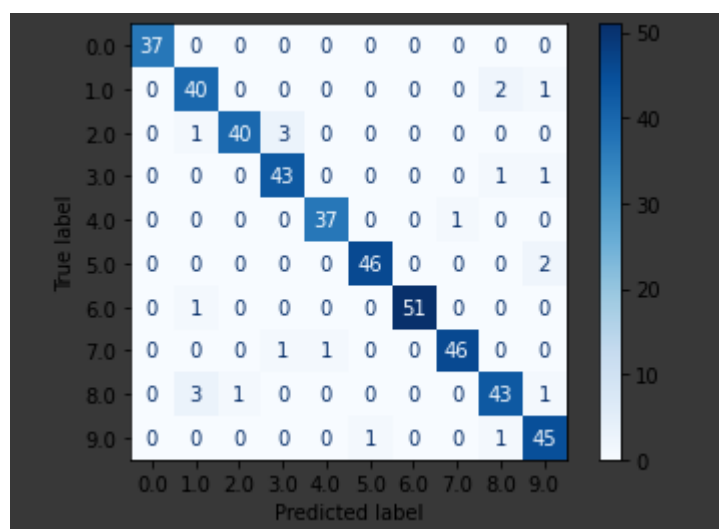 True label
0.0 37 0 0 0 0 0 0 0 0 0
1.0 0 40 0 0 0 0 0 0 2 1
2.0 0 1 40 3 0 0 0 0 0 0
3.0 0 0 0 43 0 0 0 0 1 1
4.0 0 0 0 0 37 0 0 1 0 0
5.0 0 0 0 0 0 46 0 0 0 2
6.0 0 1 0 0 0 0 51 0 0 0
7.0 0 0 0 1 1 0 0 46 0 0
8.0 0 3 1 0 0 0 0 0 43 1
9.0 0 0 0 0 0 1 0 0 1 45
0.0 1.0 2.0 3.0 4.0 5.0 6.0 7.0 8.0 9.0
Predicted label
50
40
30
20
10
0